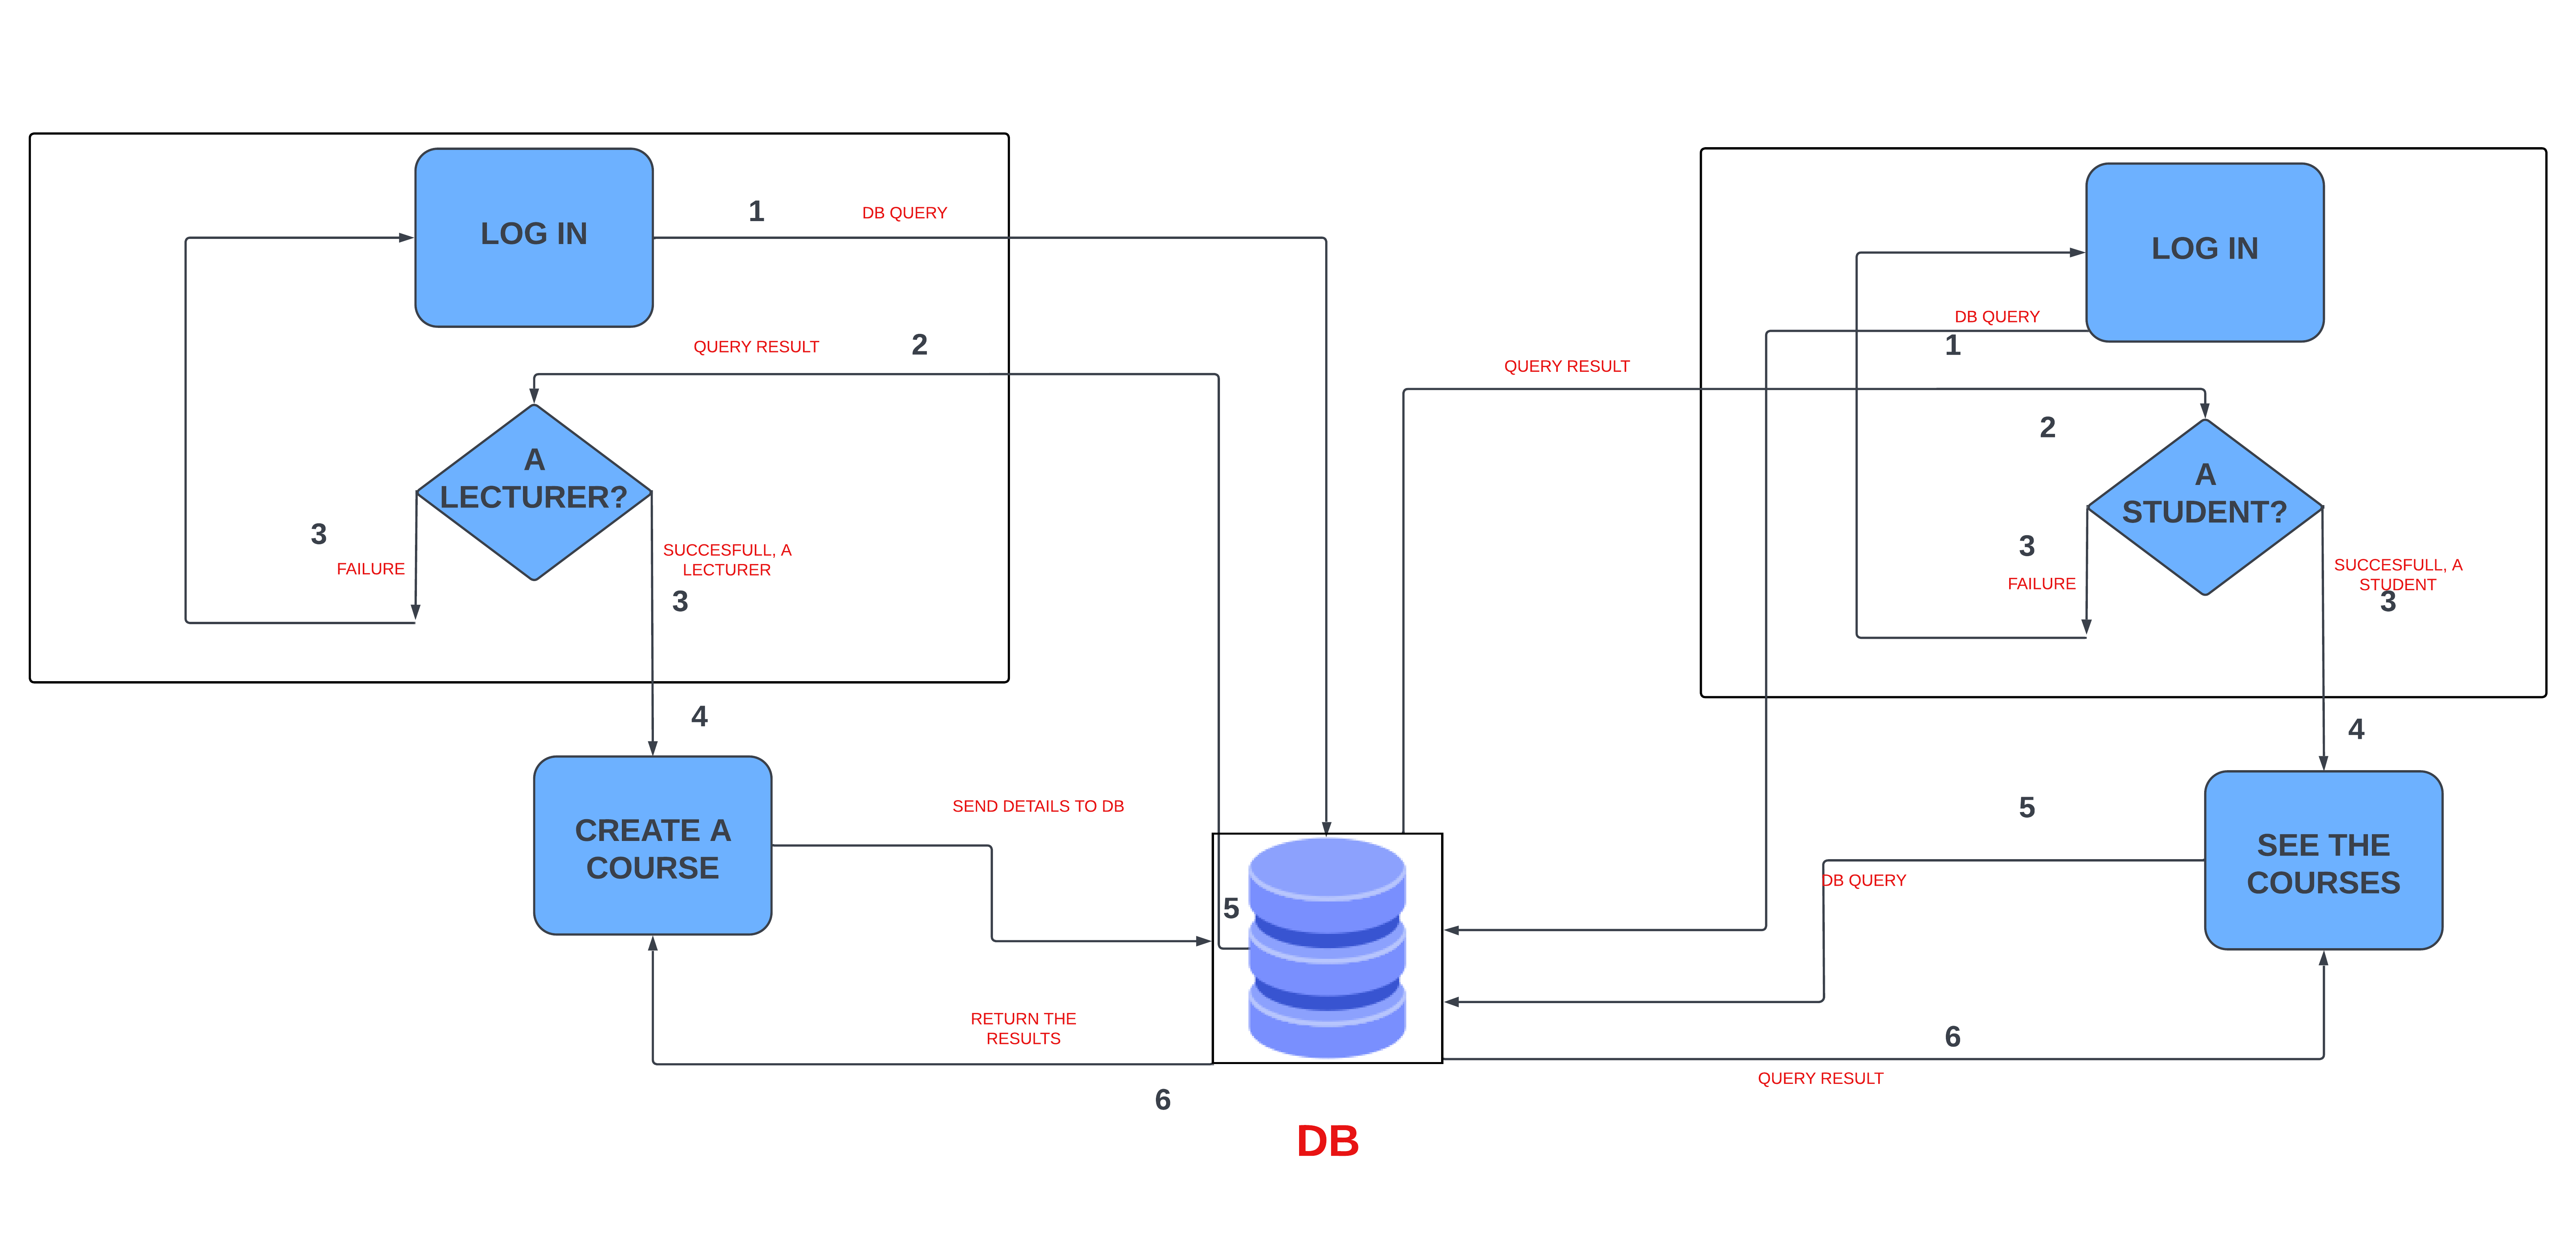 LOG IN
1
DB QUERY
QUERY RESULT
2
A
LECTURER?
3
FAILURE
SUCCESFULL, A
LECTURER
3
4
CREATE A
COURSE
SEND DETAILS TO DB
5
RETURN THE
RESULTS
6
DB
LOG IN
DB QUERY
1
QUERY RESULT
2
A
STUDENT?
3
FAILURE
SUCCESFULL, A
STUDENT
3
4
SEE THE
COURSES
5
DB QUERY
6
QUERY RESULT